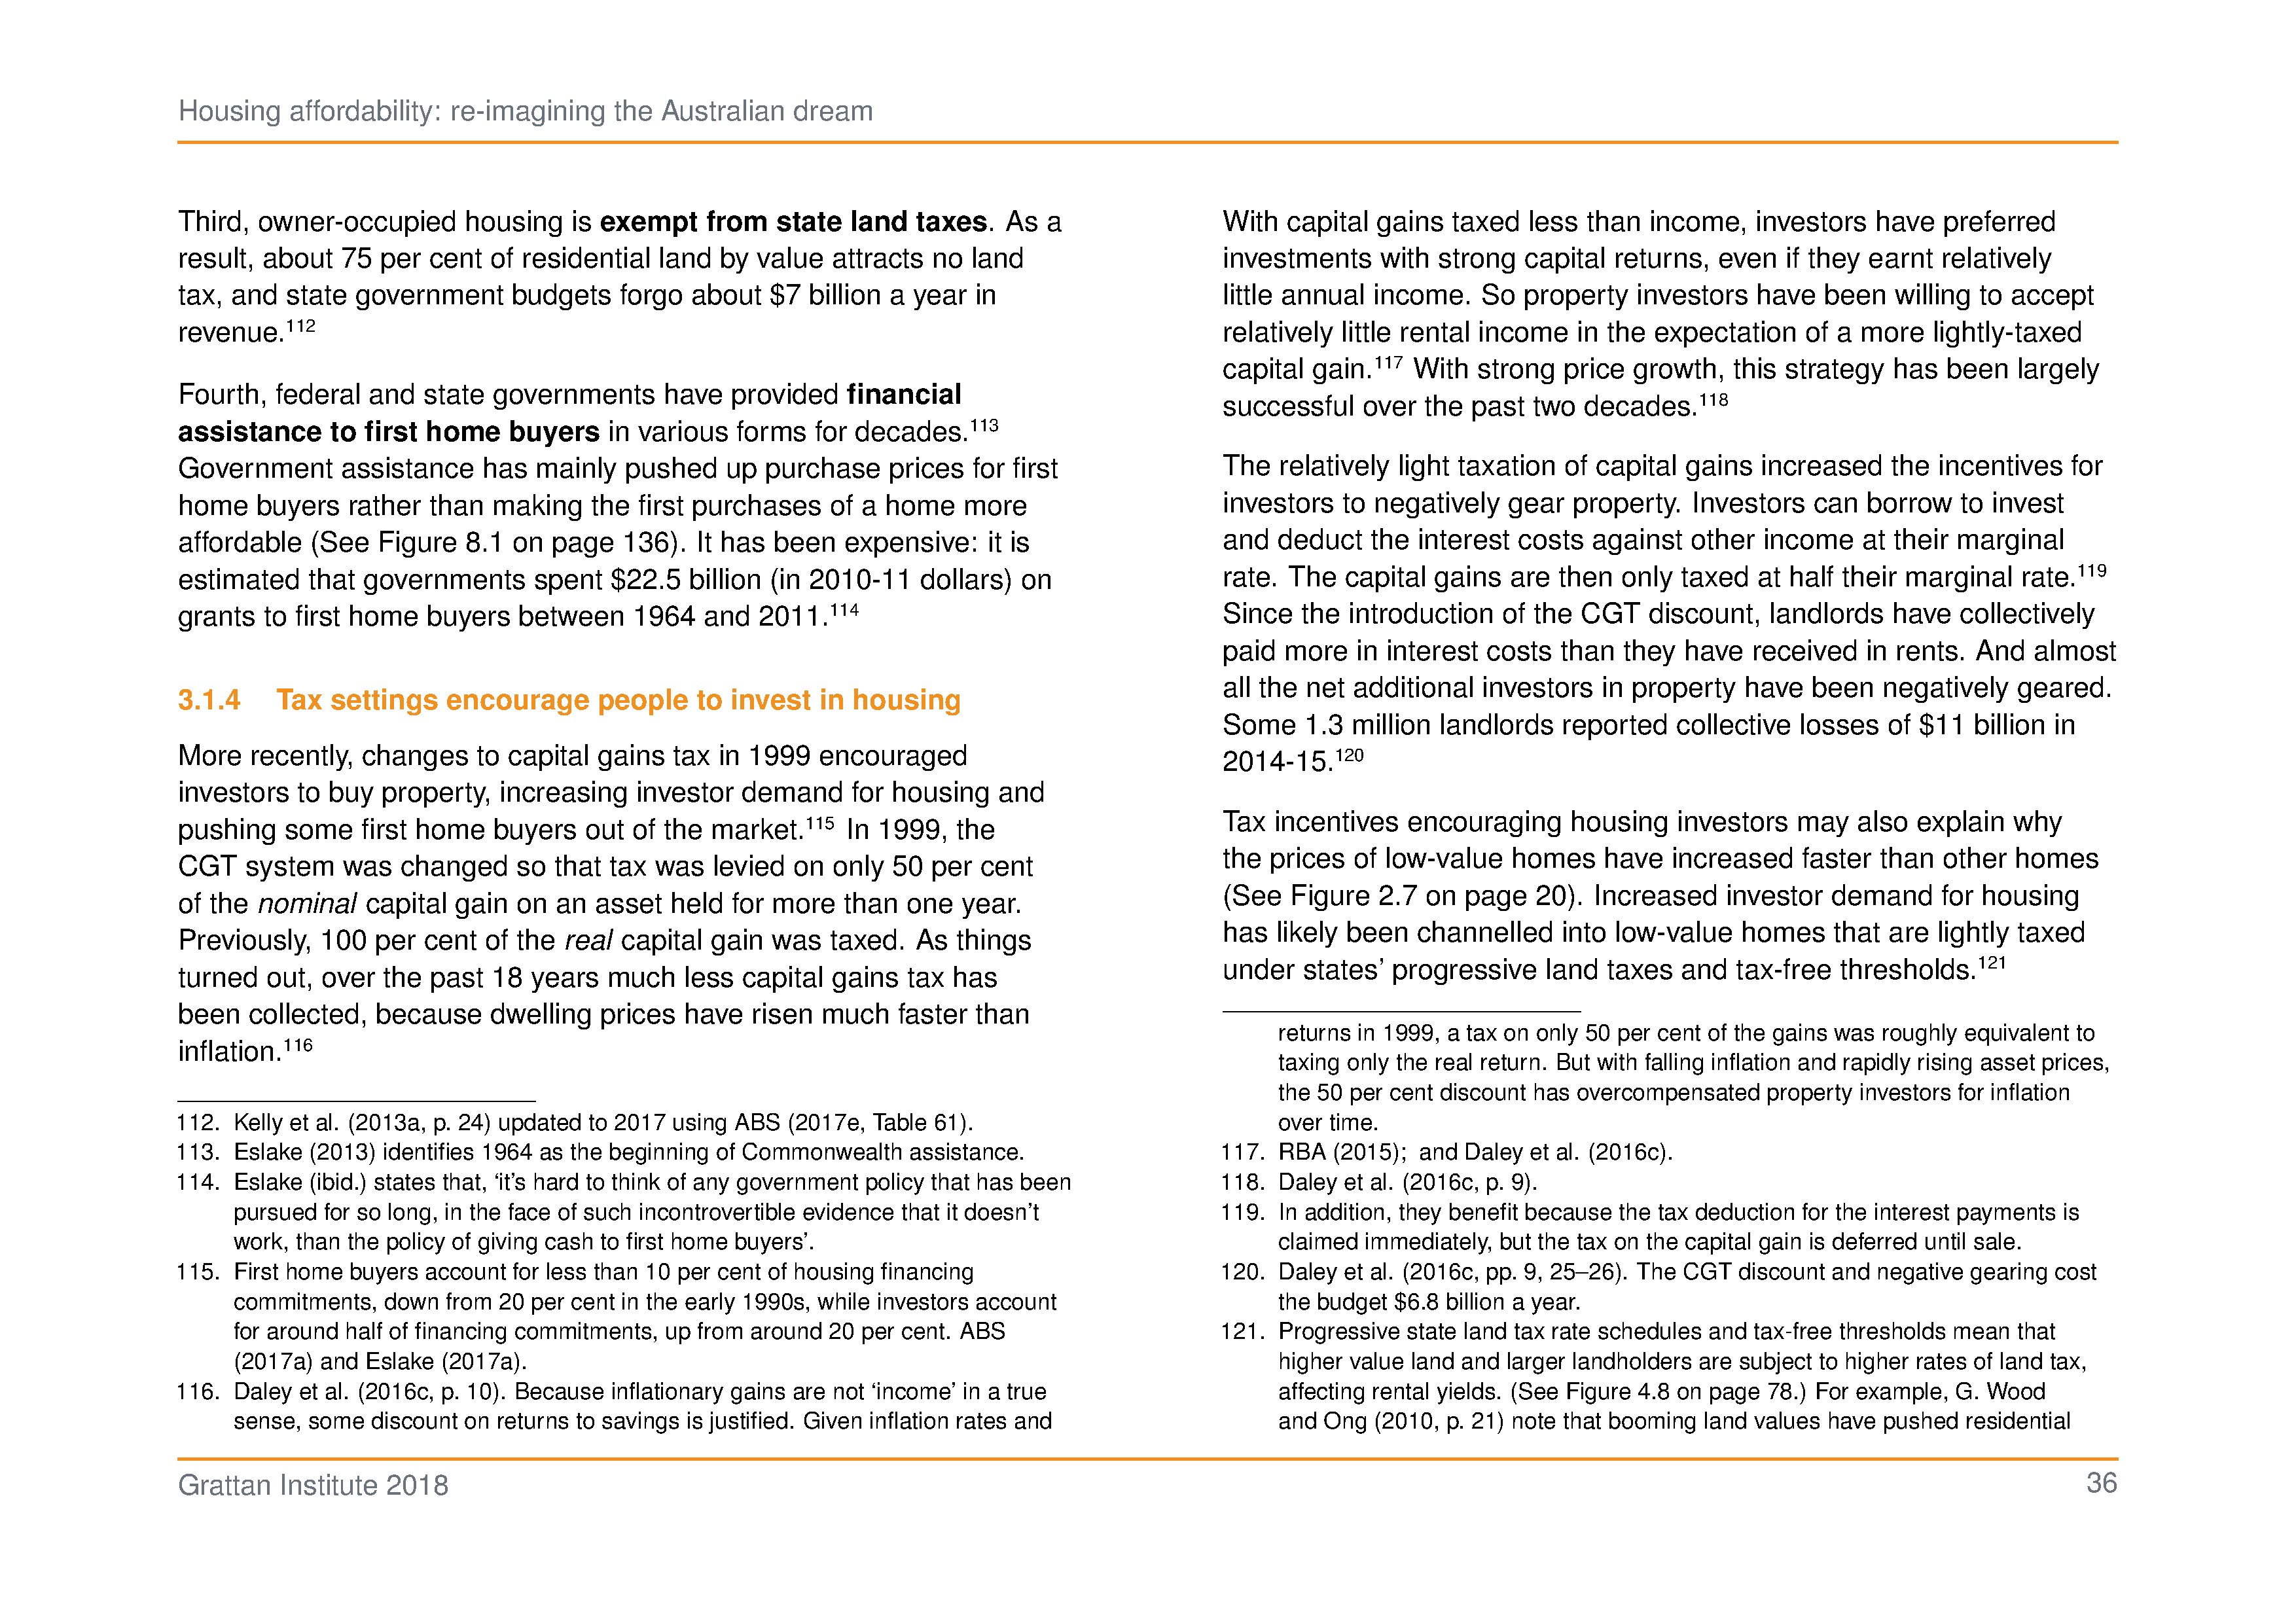 Housing affordability: re-imagining the Australian dream
Third, owner-occupied housing is exempt from state land taxes. As a
result, about 75 per cent of residential land by value attracts no land
tax, and state government budgets forgo about $7 billion a year in
revenue.112
Fourth, federal and state governments have provided financial
assistance to first home buyers in various forms for decades.113
Government assistance has mainly pushed up purchase prices for first
home buyers rather than making the first purchases of a home more
affordable (See Figure 8.1 on page 136). It has been expensive: it is
estimated that governments spent $22.5 billion (in 2010-11 dollars) on
grants to first home buyers between 1964 and 2011.114
3.1.4 Tax settings encourage people to invest in housing
More recently, changes to capital gains tax in 1999 encouraged
investors to buy property, increasing investor demand for housing and
pushing some first home buyers out of the market.115 In 1999, the
CGT system was changed so that tax was levied on only 50 per cent
of the nominal capital gain on an asset held for more than one year.
Previously, 100 per cent of the real capital gain was taxed. As things
turned out, over the past 18 years much less capital gains tax has
been collected, because dwelling prices have risen much faster than
inflation.116
112. Kelly et al. (2013a, p. 24) updated to 2017 using ABS (2017e, Table 61).
113. Eslake (2013) identifies 1964 as the beginning of Commonwealth assistance.
114. Eslake (ibid.) states that, ‘it’s hard to think of any government policy that has been
pursued for so long, in the face of such incontrovertible evidence that it doesn’t
work, than the policy of giving cash to first home buyers’.
115. First home buyers account for less than 10 per cent of housing financing
commitments, down from 20 per cent in the early 1990s, while investors account
for around half of financing commitments, up from around 20 per cent. ABS
(2017a) and Eslake (2017a).
116. Daley et al. (2016c, p. 10). Because inflationary gains are not ‘income’ in a true
sense, some discount on returns to savings is justified. Given inflation rates and
With capital gains taxed less than income, investors have preferred
investments with strong capital returns, even if they earnt relatively
little annual income. So property investors have been willing to accept
relatively little rental income in the expectation of a more lightly-taxed
capital gain.117 With strong price growth, this strategy has been largely
successful over the past two decades.118
The relatively light taxation of capital gains increased the incentives for
investors to negatively gear property. Investors can borrow to invest
and deduct the interest costs against other income at their marginal
rate. The capital gains are then only taxed at half their marginal rate.119
Since the introduction of the CGT discount, landlords have collectively
paid more in interest costs than they have received in rents. And almost
all the net additional investors in property have been negatively geared.
Some 1.3 million landlords reported collective losses of $11 billion in
2014-15.120
Tax incentives encouraging housing investors may also explain why
the prices of low-value homes have increased faster than other homes
(See Figure 2.7 on page 20). Increased investor demand for housing
has likely been channelled into low-value homes that are lightly taxed
under states’ progressive land taxes and tax-free thresholds.121
returns in 1999, a tax on only 50 per cent of the gains was roughly equivalent to
taxing only the real return. But with falling inflation and rapidly rising asset prices,
the 50 per cent discount has overcompensated property investors for inflation
over time.
117. RBA (2015); and Daley et al. (2016c).
118. Daley et al. (2016c, p. 9).
119. In addition, they benefit because the tax deduction for the interest payments is
claimed immediately, but the tax on the capital gain is deferred until sale.
120. Daley et al. (2016c, pp. 9, 25–26). The CGT discount and negative gearing cost
the budget $6.8 billion a year.
121. Progressive state land tax rate schedules and tax-free thresholds mean that
higher value land and larger landholders are subject to higher rates of land tax,
affecting rental yields. (See Figure 4.8 on page 78.) For example, G. Wood
and Ong (2010, p. 21) note that booming land values have pushed residential
Grattan Institute 2018
36